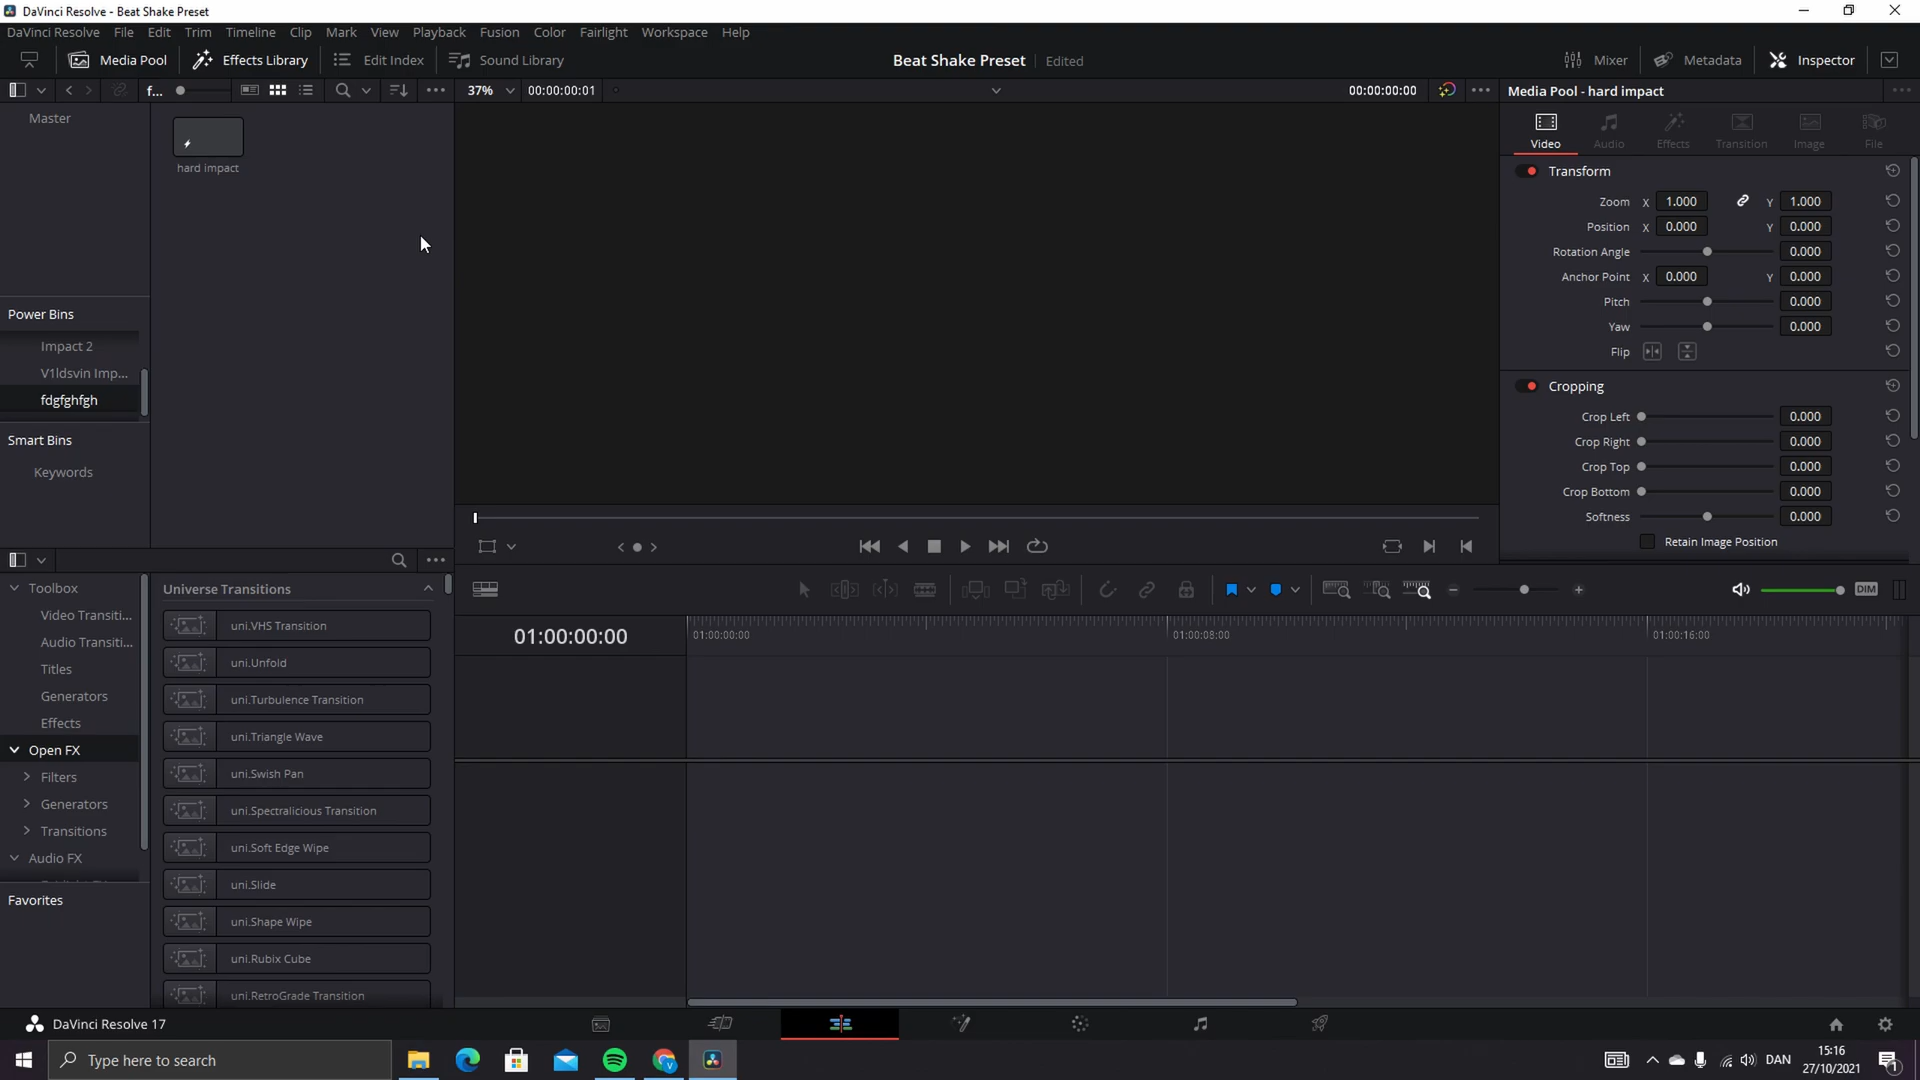 DaVinci Resolve - Beat Shake Preset
DaVinci Resolve File Edit Trim Timeline Clip Mark View Playback Fusion Color Fairlight Workspace Help
Media Pool Effects Library Edit Index Sound Library Beat Shake Preset Edited Mixer Metadata Inspector
f... 37% 00:00:00:01 00:00:00:00 Media Pool - hard impact
Master
hard impact
Power Bins
Impact 2
V1ldsvin Imp...
fdgfghfgh
Smart Bins
Keywords
Video Audio Effects Transition Image File
Transform
Zoom X 1.000 Y 1.000
Position X 0.000 Y 0.000
Rotation Angle 0.000
Anchor Point X 0.000 Y 0.000
Pitch 0.000
Yaw 0.000
Flip
Cropping
Crop Left 0.000
Crop Right 0.000
Crop Top 0.000
Crop Bottom 0.000
Softness 0.000
Retain Image Position
Toolbox
Video Transiti...
Audio Transiti...
Titles
Generators
Effects
Open FX
Filters
Generators
Transitions
Audio FX
Favorites
Universe Transitions
uni.VHS Transition
uni.Unfold
uni.Turbulence Transition
uni.Triangle Wave
uni.Swish Pan
uni.Spectralicious Transition
uni.Soft Edge Wipe
uni.Slide
uni.Shape Wipe
uni.Rubix Cube
uni.RetroGrade Transition
DIM
01:00:00:00 01:00:00:00 01:00:08:00 01:00:16:00
DaVinci Resolve 17
Type here to search
DAN
15:16
27/10/2021
1